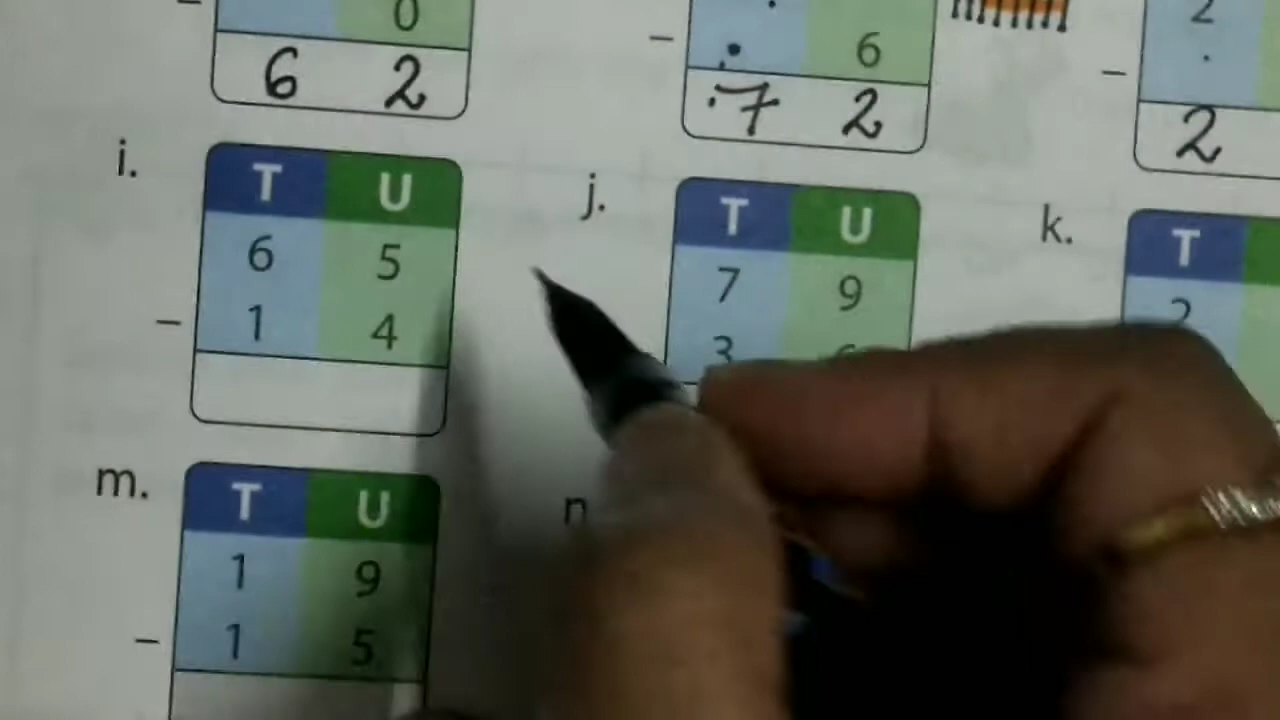 0
2
− 6
−
6 2
7 2
2
i.
T U
6 5
− 1 4
j.
T U
7 9
3
k.
T
2
m.
T U
1 9
− 1 5
n